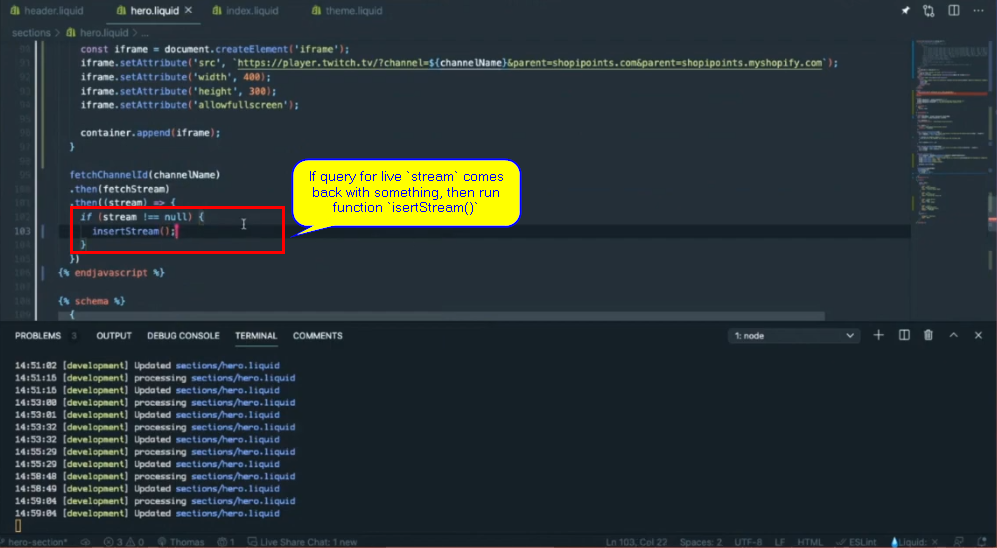 header.liquid hero.liquid × index.liquid theme.liquid
sections > hero.liquid > ...
const iframe = document.createElement('iframe');
iframe.setAttribute('src', `https://player.twitch.tv/?channel=${channelName}&parent=shopipoints.com&parent=shopipoints.myshopify.com`);
iframe.setAttribute('width', 400);
iframe.setAttribute('height', 300);
iframe.setAttribute('allowfullscreen');
container.append(iframe);
}
fetchChannelId(channelName)
.then(fetchStream)
.then((stream) => {
102 if (stream !== null) {
103 insertStream();
}
})
{% endjavascript %}
{% schema %}
{
If query for live `stream` comes
back with something, then run
function `isertStream()`
PROBLEMS 3 OUTPUT DEBUG CONSOLE TERMINAL COMMENTS 1: node
14:51:02 [development] Updated sections/hero.liquid
14:51:15 [development] processing sections/hero.liquid
14:51:15 [development] Updated sections/hero.liquid
14:53:00 [development] processing sections/hero.liquid
14:53:01 [development] Updated sections/hero.liquid
14:53:32 [development] processing sections/hero.liquid
14:53:32 [development] Updated sections/hero.liquid
14:55:29 [development] processing sections/hero.liquid
14:55:29 [development] Updated sections/hero.liquid
14:58:48 [development] processing sections/hero.liquid
14:58:49 [development] Updated sections/hero.liquid
14:59:04 [development] processing sections/hero.liquid
14:59:04 [development] Updated sections/hero.liquid
hero-section* 3 0 Thomas 1 Live Share Chat: 1 new Ln 103, Col 22 Spaces: 2 UTF-8 LF HTML ESLint Liquid: ×